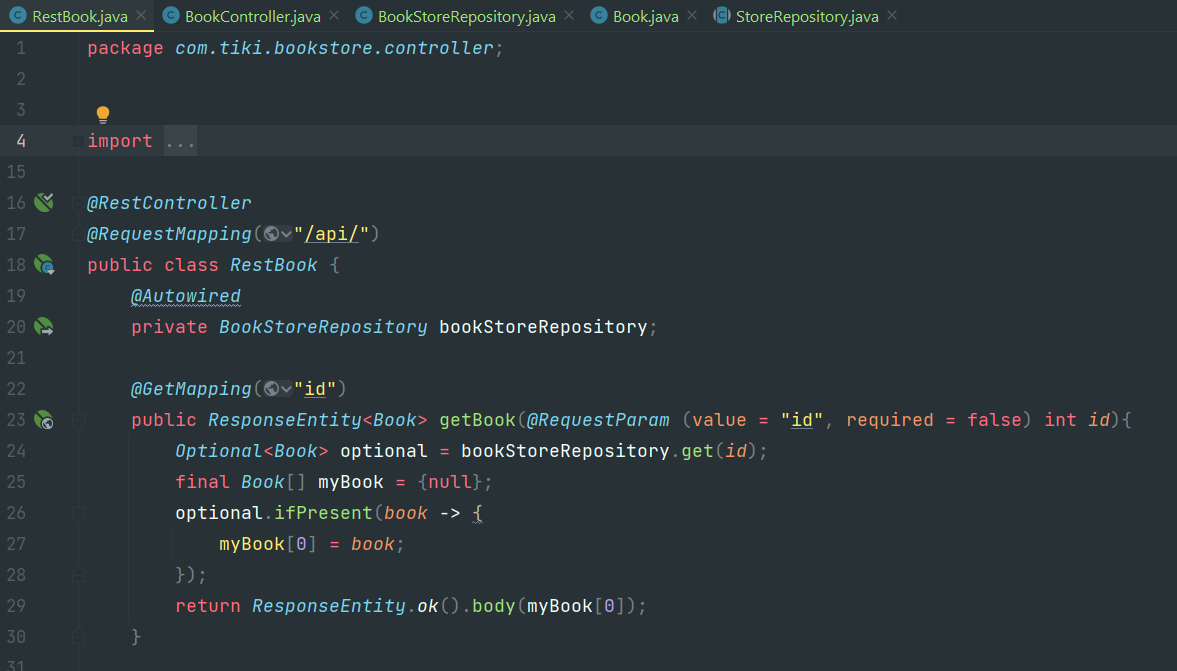 RestBook.java BookController.java BookStoreRepository.java Book.java StoreRepository.java
1 package com.tiki.bookstore.controller;
2
3
4 import ...
15
16 @RestController
17 @RequestMapping("/api/")
18 public class RestBook {
19 @Autowired
20 private BookStoreRepository bookStoreRepository;
21
22 @GetMapping("id")
23 public ResponseEntity<Book> getBook(@RequestParam (value = "id", required = false) int id){
24 Optional<Book> optional = bookStoreRepository.get(id);
25 final Book[] myBook = {null};
26 optional.ifPresent(book -> {
27 myBook[0] = book;
28 });
29 return ResponseEntity.ok().body(myBook[0]);
30 }
31